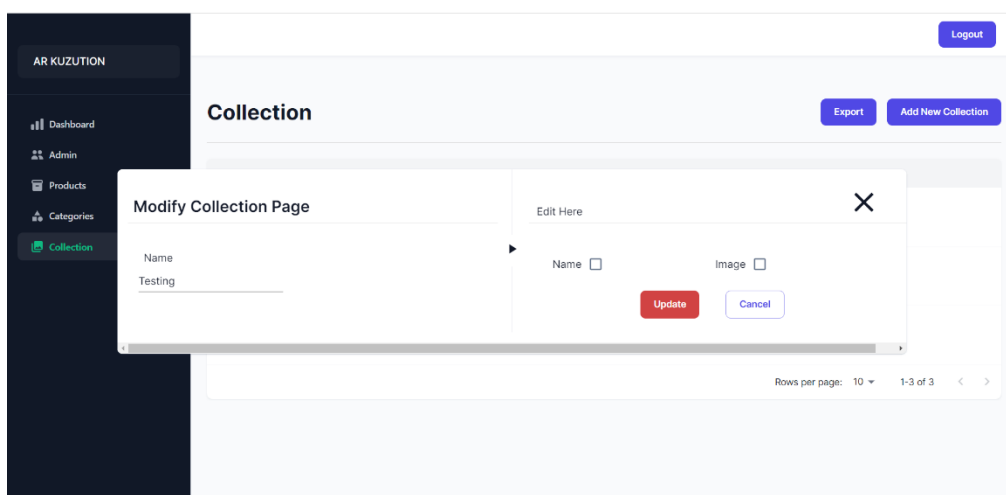 Logout
AR KUZUTION
Collection
Export
Add New Collection
Dashboard
Admin
Products
Categories
Collection
Modify Collection Page
Edit Here
Name
Testing
Name
Image
Update
Cancel
Rows per page: 10
1-3 of 3